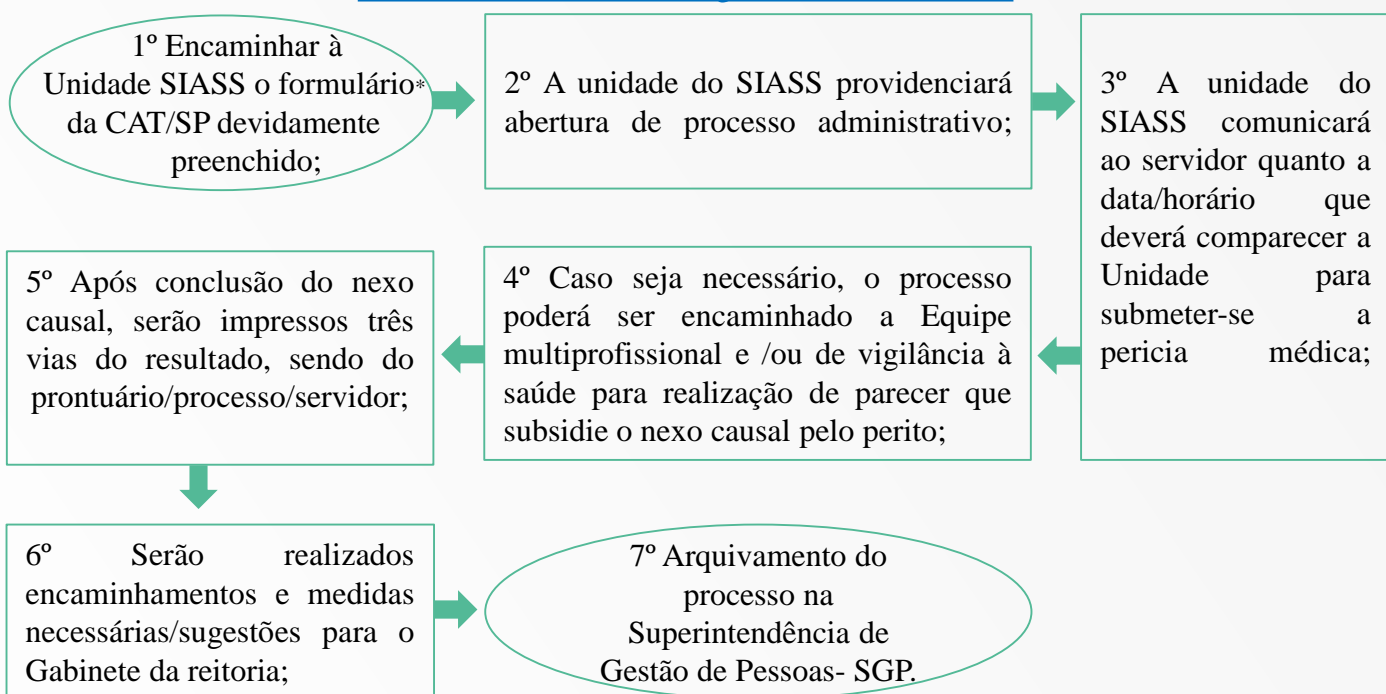 1º Encaminhar à
Unidade SIASS o formulário*
da CAT/SP devidamente
preenchido;
2º A unidade do SIASS providenciará
abertura de processo administrativo;
3º A unidade do
SIASS comunicará
ao servidor quanto a
data/horário que
deverá comparecer a
Unidade para
submeter-se a
pericia médica;
4º Caso seja necessário, o processo
poderá ser encaminhado a Equipe
multiprofissional e /ou de vigilância à
saúde para realização de parecer que
subsidie o nexo causal pelo perito;
5º Após conclusão do nexo
causal, serão impressos três
vias do resultado, sendo do
prontuário/processo/servidor;
6º Serão realizados
encaminhamentos e medidas
necessárias/sugestões para o
Gabinete da reitoria;
7º Arquivamento do
processo na
Superintendência de
Gestão de Pessoas- SGP.